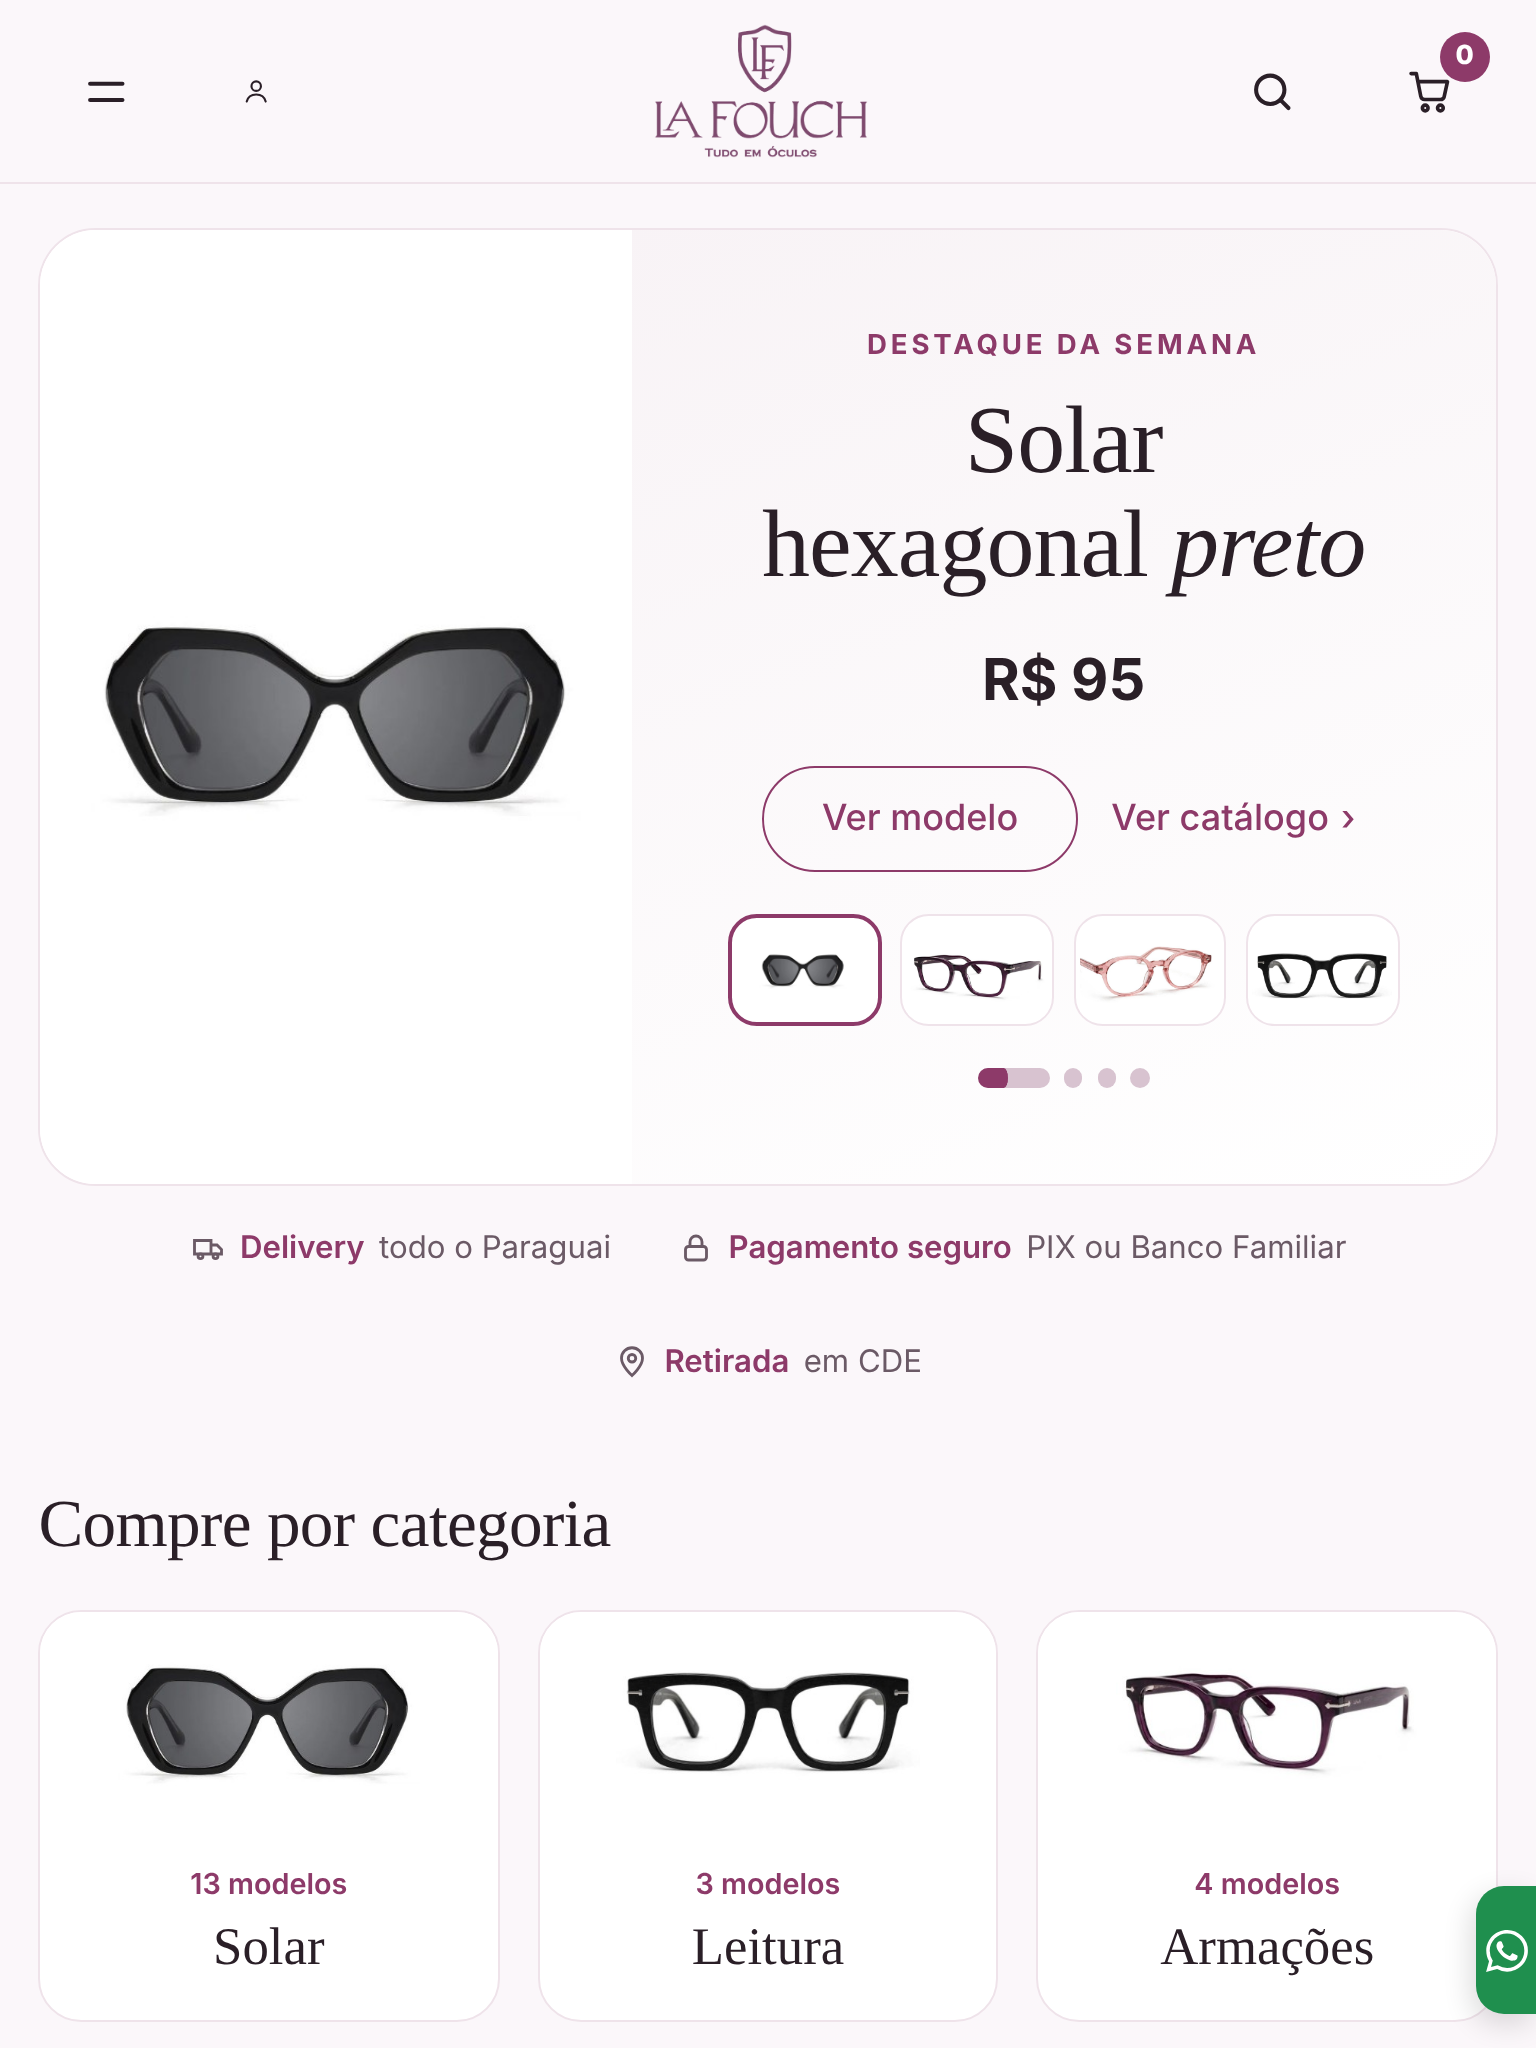 0
LF
LA FOUCH
TUDO EM ÓCULOS
DESTAQUE DA SEMANA
Solar
hexagonal preto
R$ 95
Ver modelo
Ver catálogo ›
Delivery todo o Paraguai
Pagamento seguro PIX ou Banco Familiar
Retirada em CDE
Compre por categoria
13 modelos
Solar
3 modelos
Leitura
4 modelos
Armações